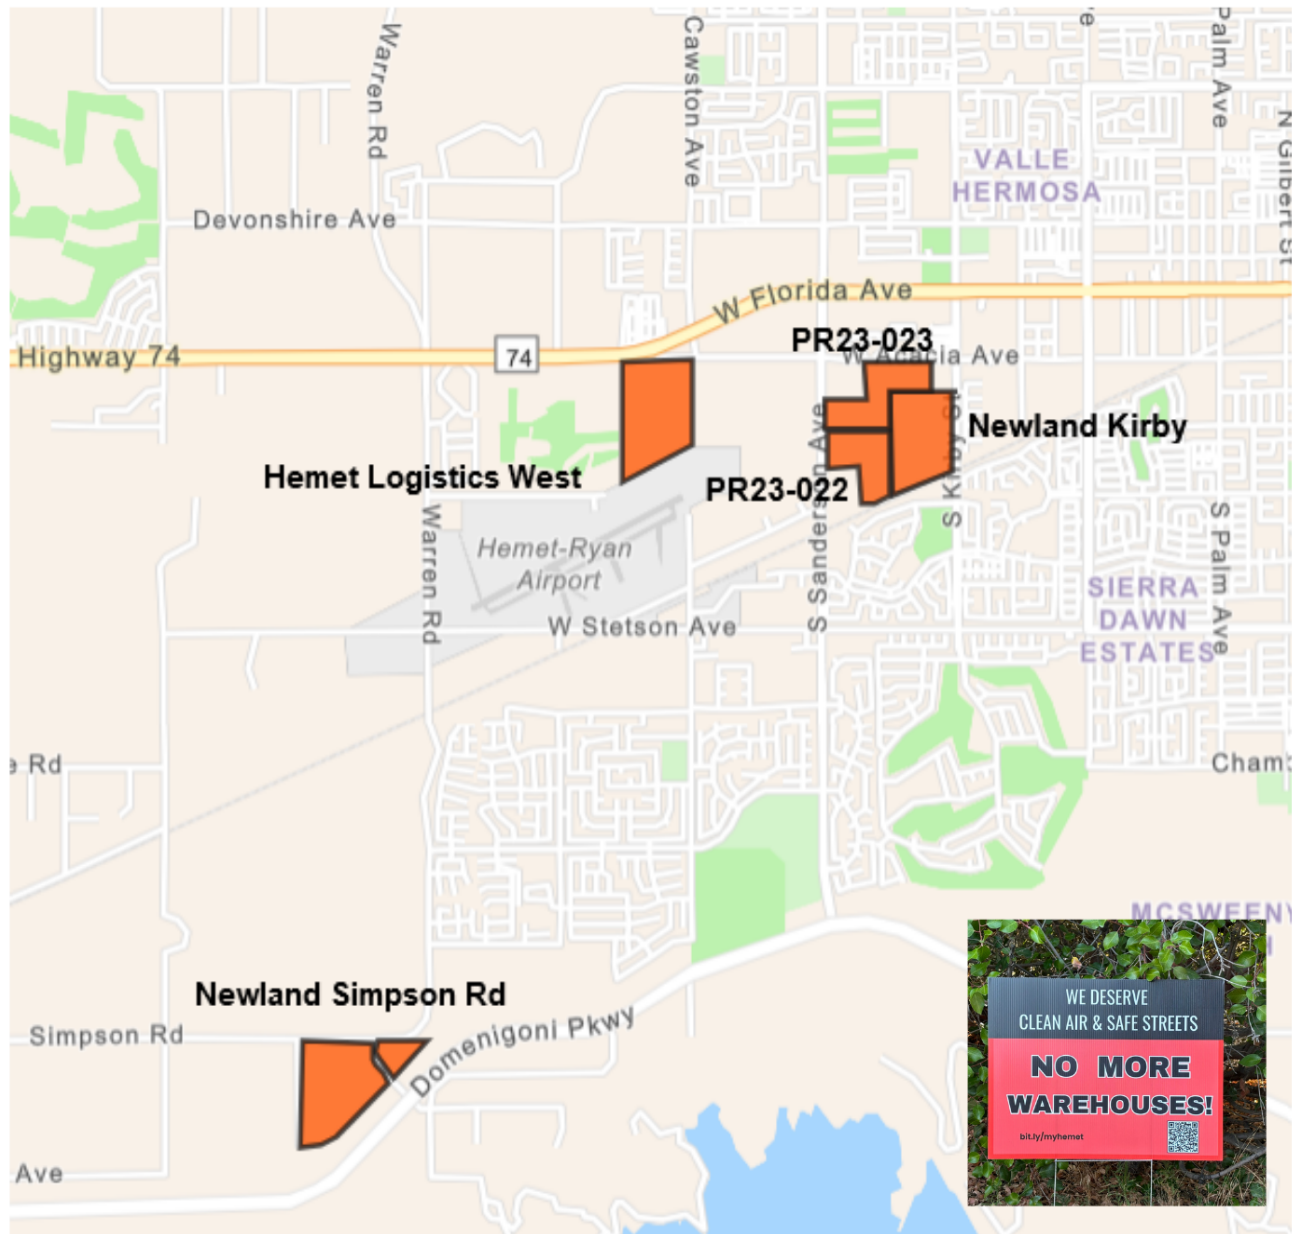 Warren Rd
Cawston Ave
e
Palm Ave
N Gilbert St
VALLE
HERMOSA
Devonshire Ave
W Florida Ave
Highway 74
74
PR23-023
W Acacia Ave
Newland Kirby
S Kirby St
Hemet Logistics West
PR23-022
S Sanderson Ave
Warren Rd
Hemet-Ryan
Airport
W Stetson Ave
S Palm Ave
SIERRA
DAWN
ESTATES
e Rd
Chamb
MCSWEENY
Newland Simpson Rd
Simpson Rd
Domenigoni Pkwy
Ave
WE DESERVE
CLEAN AIR & SAFE STREETS
NO MORE
WAREHOUSES!
bit.ly/myhemet